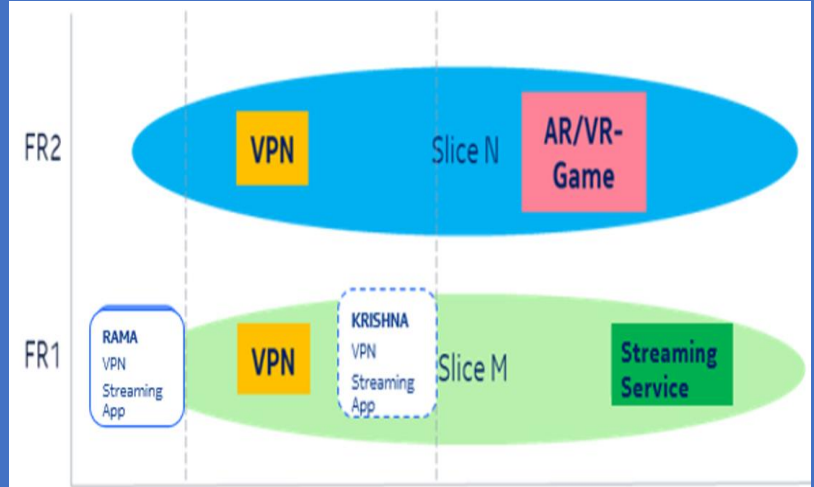 FR2
VPN
Slice N
AR/VR-
Game
FR1
RAMA
VPN
Streaming
App
VPN
KRISHNA
VPN
Streaming
App
Slice M
Streaming
Service